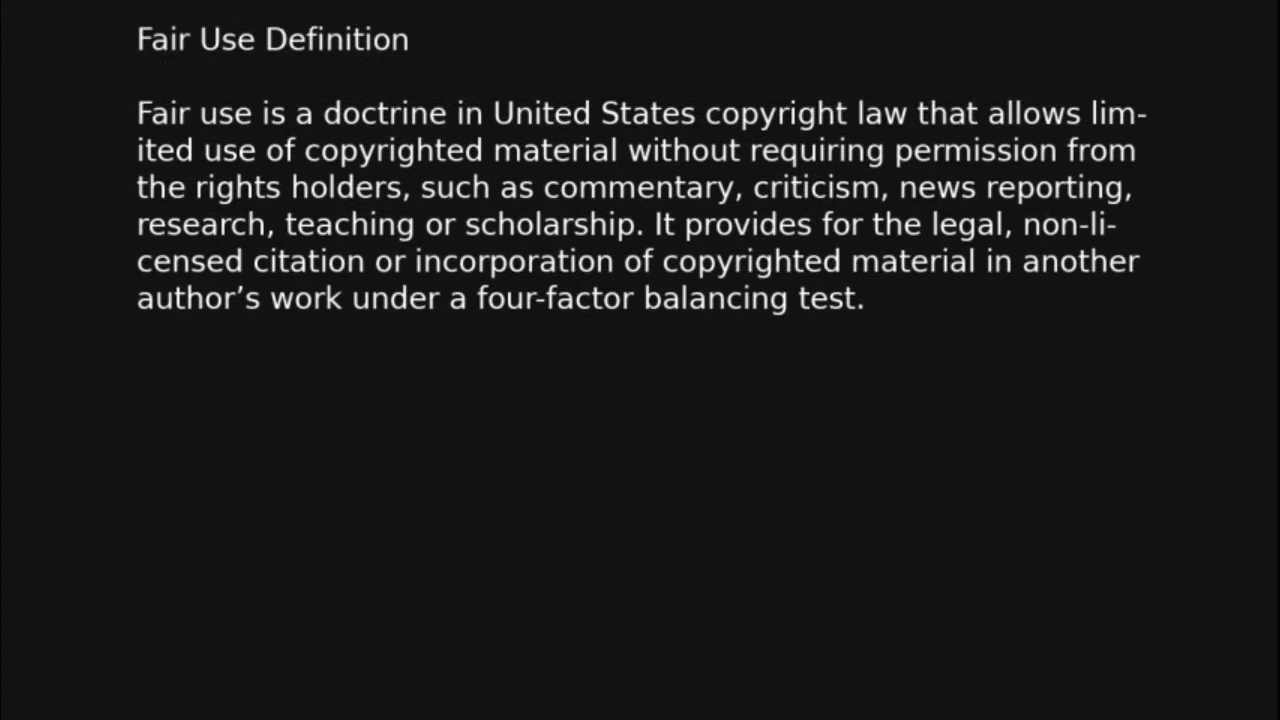 Fair Use Definition
Fair use is a doctrine in United States copyright law that allows lim-
ited use of copyrighted material without requiring permission from
the rights holders, such as commentary, criticism, news reporting,
research, teaching or scholarship. It provides for the legal, non-li-
censed citation or incorporation of copyrighted material in another
author’s work under a four-factor balancing test.